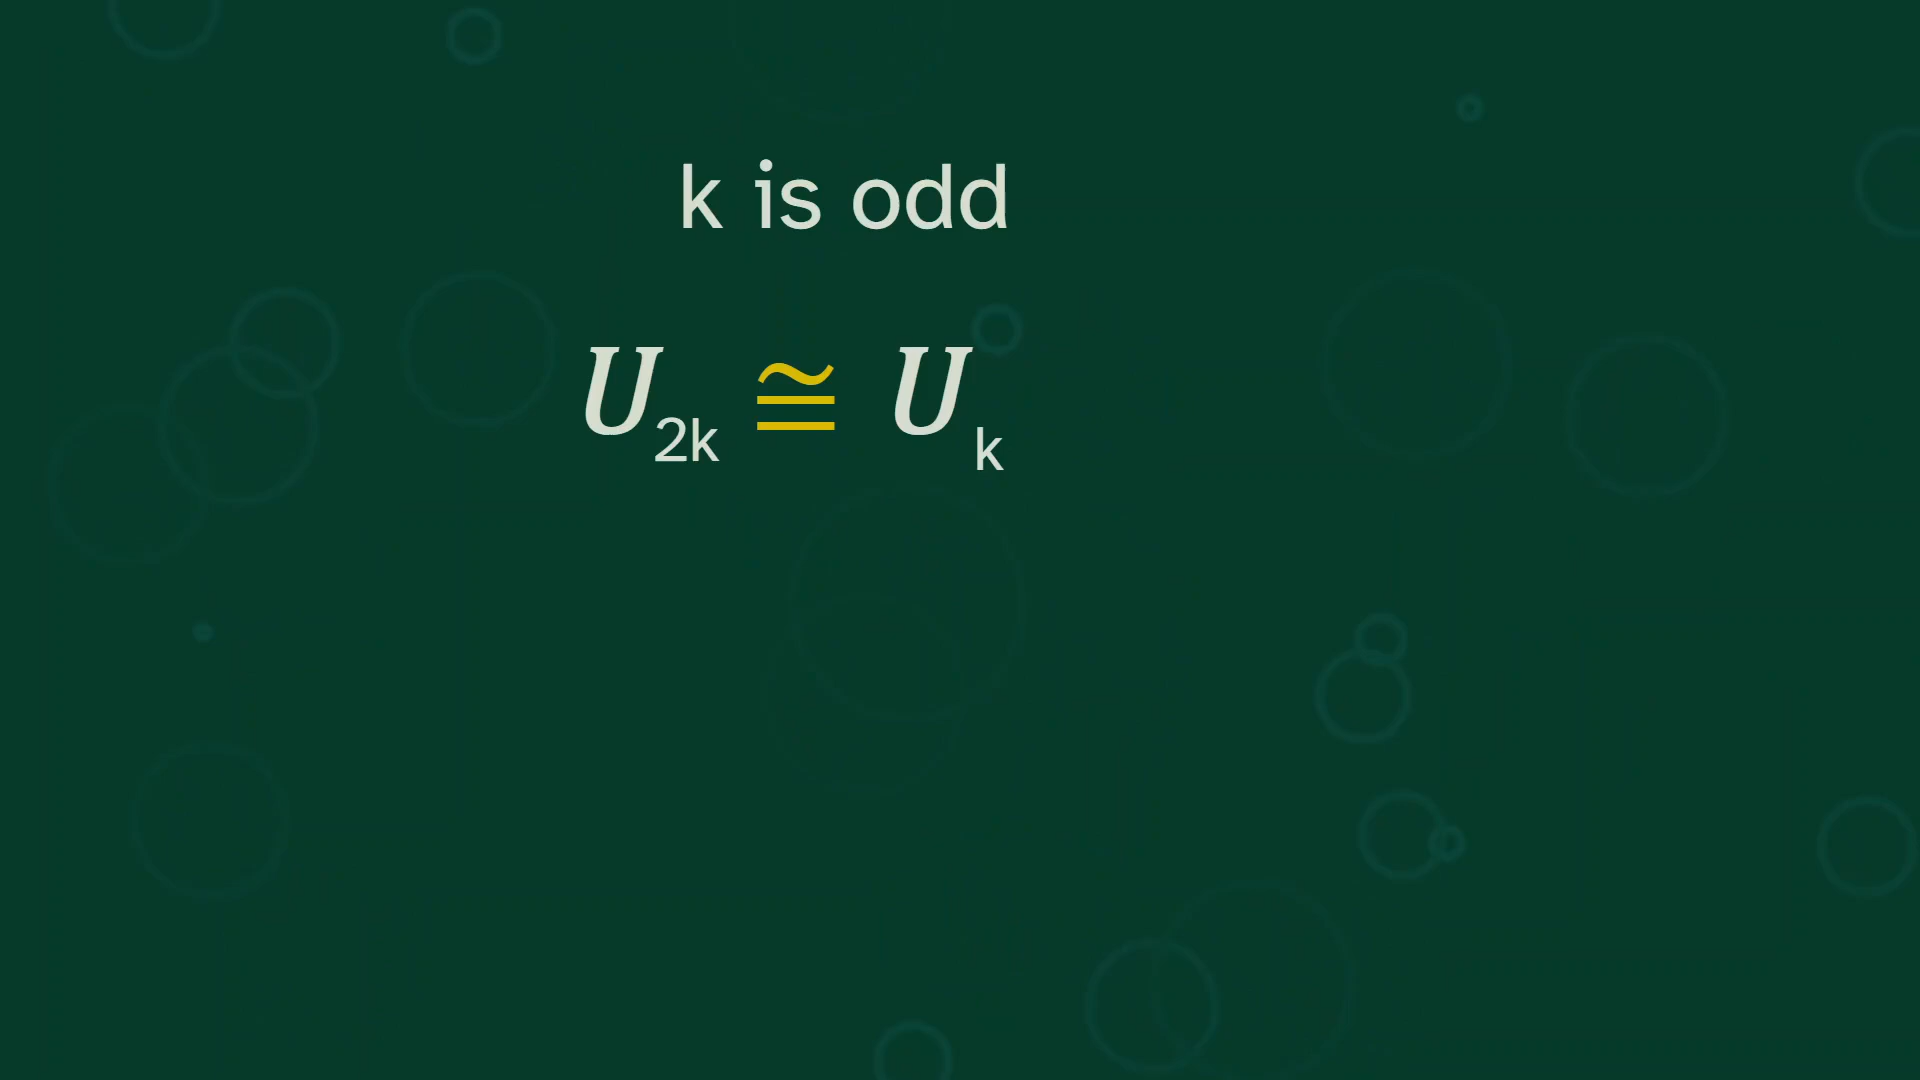 k is odd
U₂ₖ ≅ Uₖ